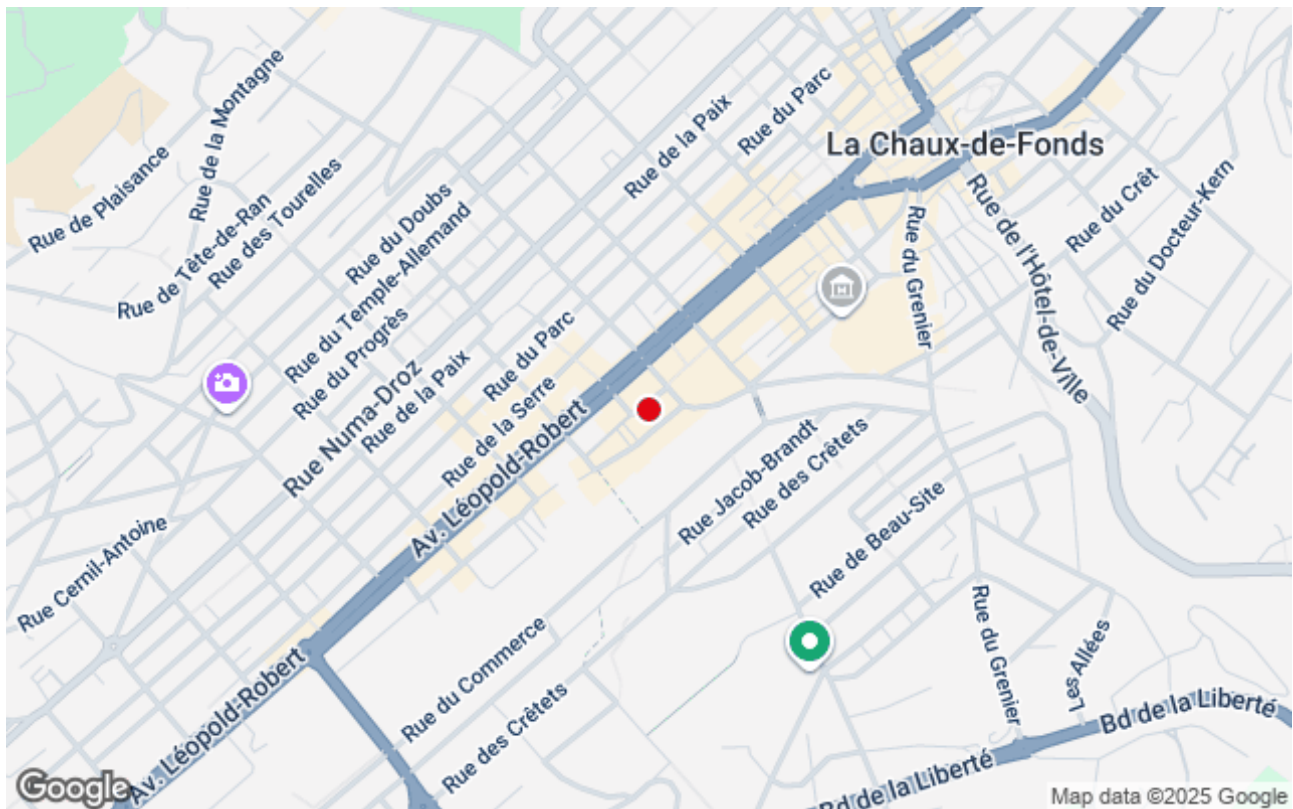 Rue du Parc
Rue de la Montagne
Rue de la Paix
La Chaux-de-Fonds
Rue de Plaisance
Rue du Crêt
Rue du Docteur-Kern
Rue des Tourelles
Rue de Tête-de-Ran
Rue du Doubs
Rue du Temple-Allemand
Rue de l'Hôtel-de-Ville
Rue du Grenier
Rue du Progrès
Rue du Parc
Rue Numa-Droz
Rue de la Paix
Rue de la Serre
Av. Léopold-Robert
Rue Jacob-Brandt
Rue des Crêtets
Rue de Beau-Site
Rue Cernil-Antoine
Rue du Commerce
Rue du Grenier
Les Allées
Av. Léopold-Robert
Rue des Crêtets
Bd de la Liberté
Bd de la Liberté
Google
Map data ©2025 Google